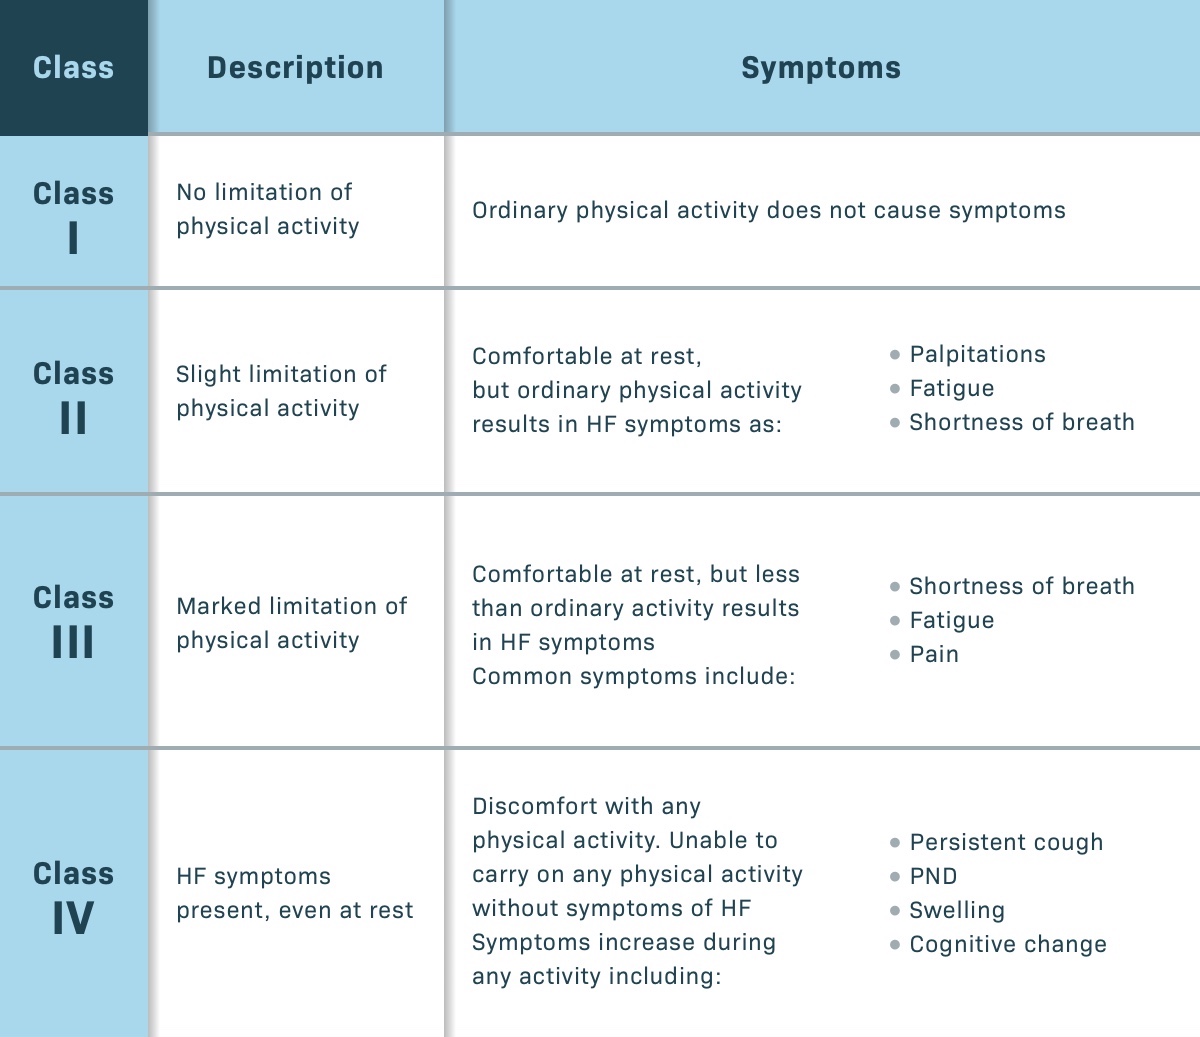 Class
Description
Symptoms
Class
I
No limitation of
physical activity
Ordinary physical activity does not cause symptoms
Class
II
Slight limitation of
physical activity
Comfortable at rest,
but ordinary physical activity
results in HF symptoms as:
Palpitations
Fatigue
Shortness of breath
Class
III
Marked limitation of
physical activity
Comfortable at rest, but less
than ordinary activity results
in HF symptoms
Common symptoms include:
Shortness of breath
Fatigue
Pain
Class
IV
HF symptoms
present, even at rest
Discomfort with any
physical activity. Unable to
carry on any physical activity
without symptoms of HF
Symptoms increase during
any activity including:
Persistent cough
PND
Swelling
Cognitive change